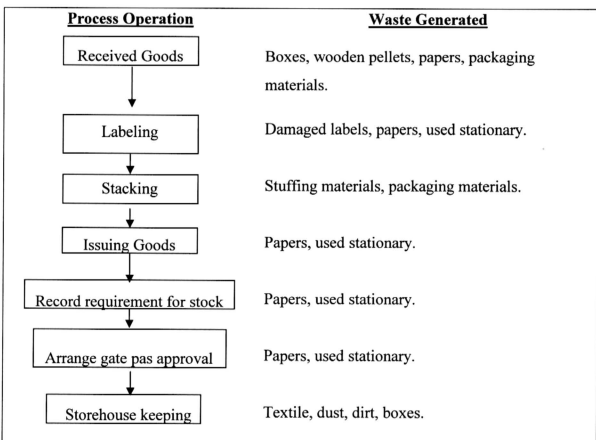 Process Operation Waste Generated
Received Goods Boxes, wooden pellets, papers, packaging
materials.
Labeling Damaged labels, papers, used stationary.
Stacking Stuffing materials, packaging materials.
Issuing Goods Papers, used stationary.
Record requirement for stock Papers, used stationary.
Arrange gate pas approval Papers, used stationary.
Storehouse keeping Textile, dust, dirt, boxes.